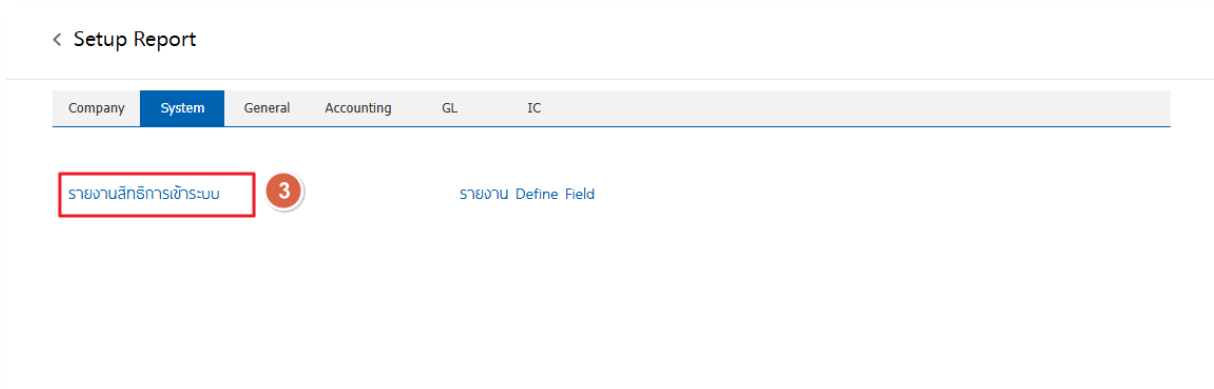 < Setup Report
Company System General Accounting GL IC
รายงานสิทธิการเข้าระบบ 3 รายงาน Define Field